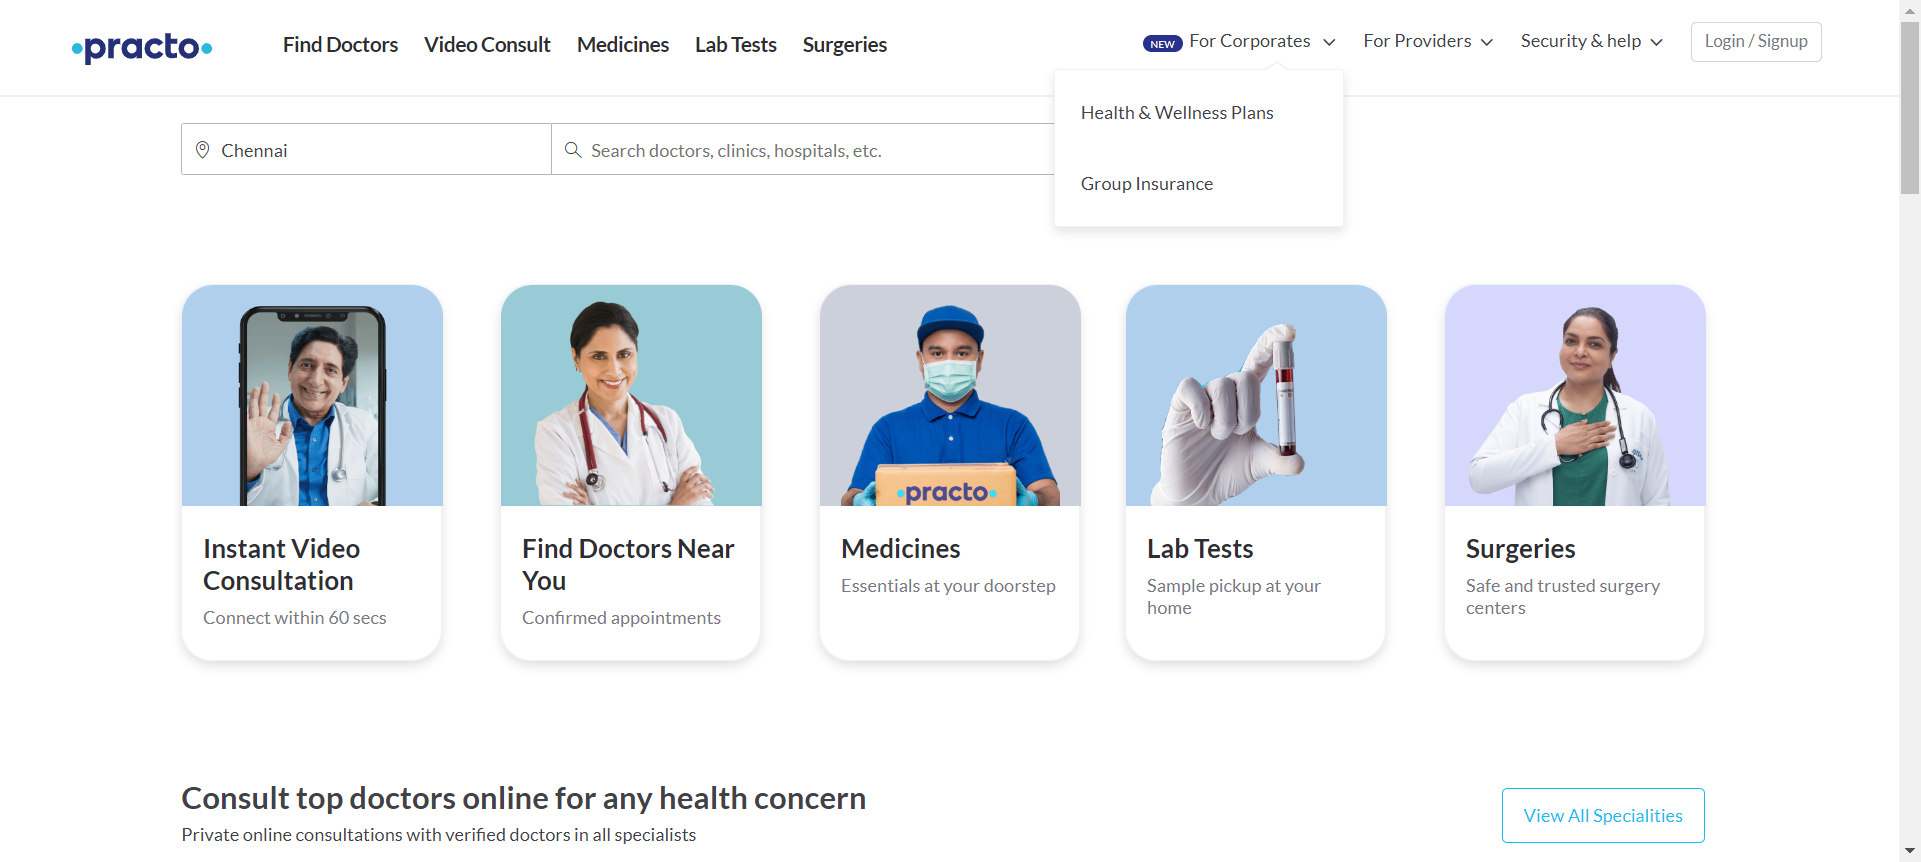 practo
Find Doctors
Video Consult
Medicines
Lab Tests
Surgeries
NEW
For Corporates
For Providers
Security & help
Login / Signup
Health & Wellness Plans
Group Insurance
Chennai
Search doctors, clinics, hospitals, etc.
practo
Instant Video
Consultation
Connect within 60 secs
Find Doctors Near
You
Confirmed appointments
Medicines
Essentials at your doorstep
Lab Tests
Sample pickup at your
home
Surgeries
Safe and trusted surgery
centers
Consult top doctors online for any health concern
Private online consultations with verified doctors in all specialists
View All Specialities